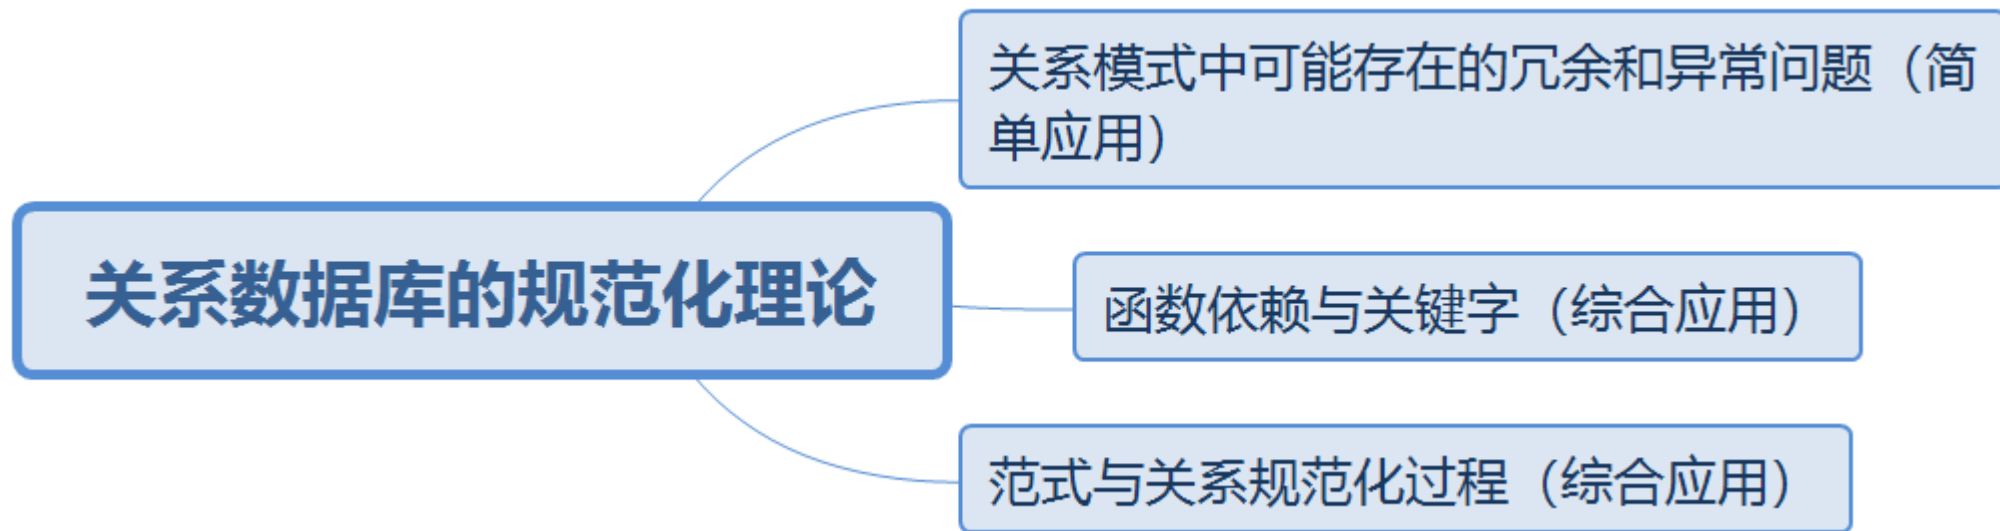 关系模式中可能存在的冗余和异常问题（简
单应用）
关系数据库的规范化理论
函数依赖与关键字（综合应用）
范式与关系规范化过程（综合应用）